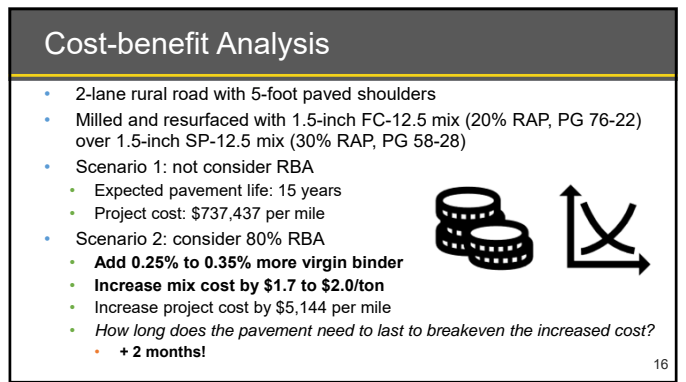 Cost-benefit Analysis
• 2-lane rural road with 5-foot paved shoulders
• Milled and resurfaced with 1.5-inch FC-12.5 mix (20% RAP, PG 76-22)
over 1.5-inch SP-12.5 mix (30% RAP, PG 58-28)
• Scenario 1: not consider RBA
• Expected pavement life: 15 years
• Project cost: $737,437 per mile
• Scenario 2: consider 80% RBA
• Add 0.25% to 0.35% more virgin binder
• Increase mix cost by $1.7 to $2.0/ton
• Increase project cost by $5,144 per mile
• How long does the pavement need to last to breakeven the increased cost?
• + 2 months!
16